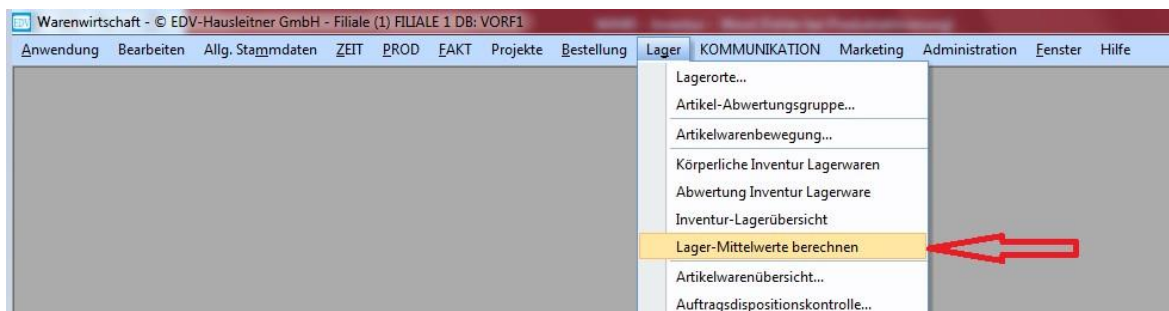 EDV Warenwirtschaft - © EDV-Hausleitner GmbH - Filiale (1) FILIALE 1 DB: VORF1
Anwendung Bearbeiten Allg. Stammdaten ZEIT PROD FAKT Projekte Bestellung Lager KOMMUNIKATION Marketing Administration Fenster Hilfe
Lagerorte...
Artikel-Abwertungsgruppe...
Artikelwarenbewegung...
Körperliche Inventur Lagerwaren
Abwertung Inventur Lagerware
Inventur-Lagerübersicht
Lager-Mittelwerte berechnen
Artikelwarenübersicht...
Auftragsdispositionskontrolle...